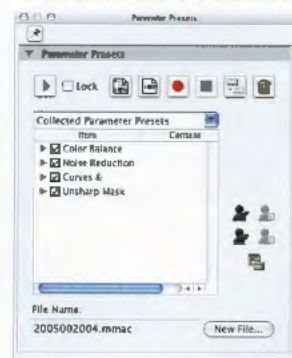 Parameter Presets
Parameter Presets
Lock
Collected Parameter Presets
Item
Color Balance
Noise Reduction
Curves &
Unsharp Mask
File Name:
2005002004.mmac
New File...